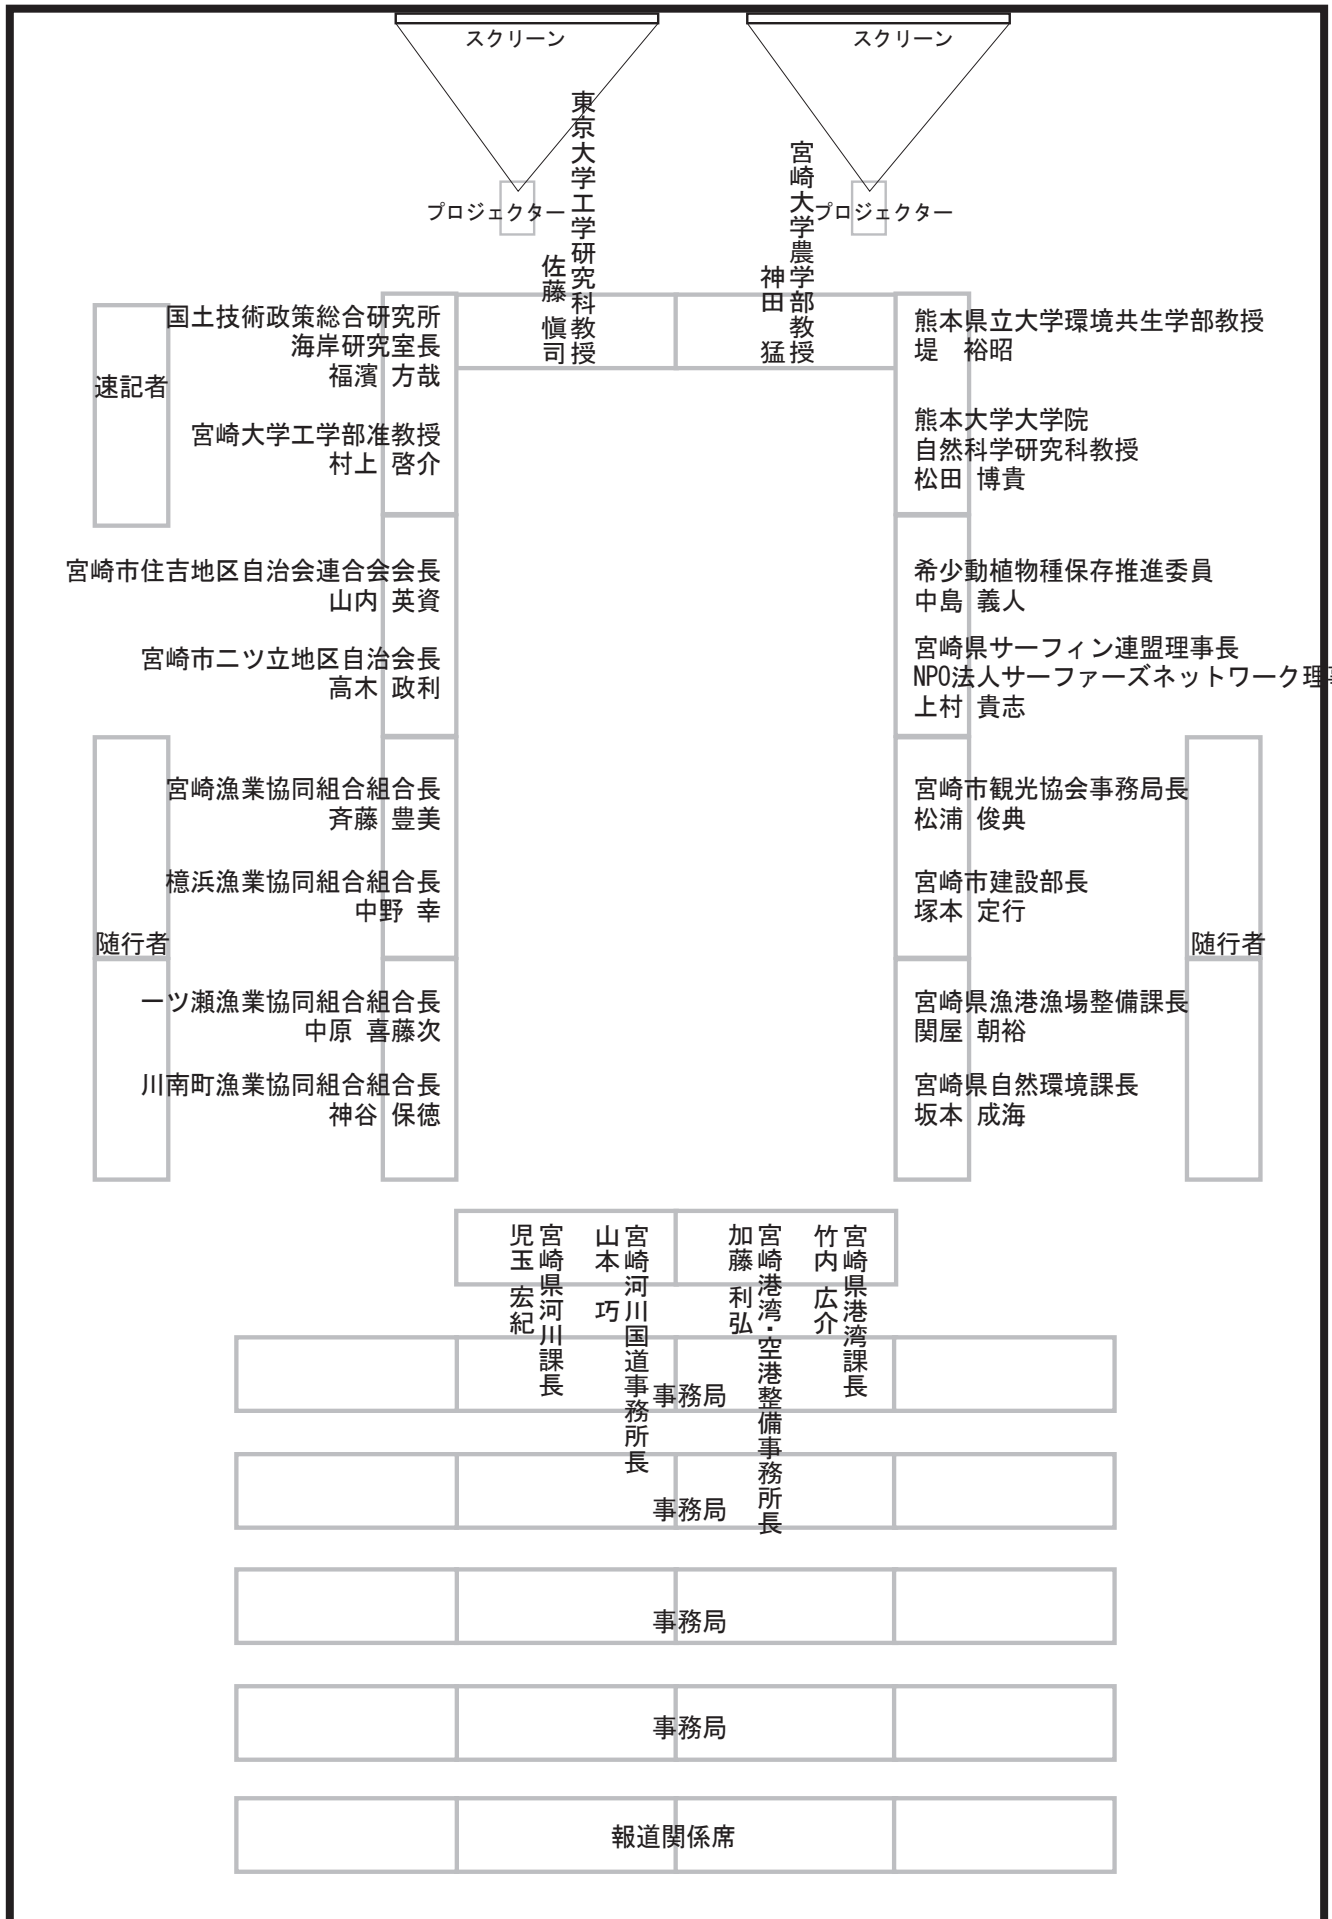 スクリーン
スクリーン
プロジェクター
プロジェクター
東京大学工学研究科教授
佐藤 愼司
宮崎大学農学部教授
神田 猛
国土技術政策総合研究所
海岸研究室長
福濱 方哉
宮崎大学工学部准教授
村上 啓介
宮崎市住吉地区自治会連合会会長
山内 英資
宮崎市二ツ立地区自治会長
高木 政利
宮崎漁業協同組合組合長
斉藤 豊美
檍浜漁業協同組合組合長
中野 幸
一ツ瀬漁業協同組合組合長
中原 喜藤次
川南町漁業協同組合組合長
神谷 保徳
速記者
随行者
熊本県立大学環境共生学部教授
堤 裕昭
熊本大学大学院
自然科学研究科教授
松田 博貴
希少動植物種保存推進委員
中島 義人
宮崎県サーフィン連盟理事長
NPO法人サーファーズネットワーク理
上村 貴志
宮崎市観光協会事務局長
松浦 俊典
宮崎市建設部長
塚本 定行
宮崎県漁港漁場整備課長
関屋 朝裕
宮崎県自然環境課長
坂本 成海
随行者
宮崎県河川課長
児玉 宏紀
宮崎河川国道事務所長
山本 巧
宮崎港湾・空港整備事務所長
加藤 利弘
宮崎県港湾課長
竹内 広介
事務局
事務局
事務局
事務局
報道関係席